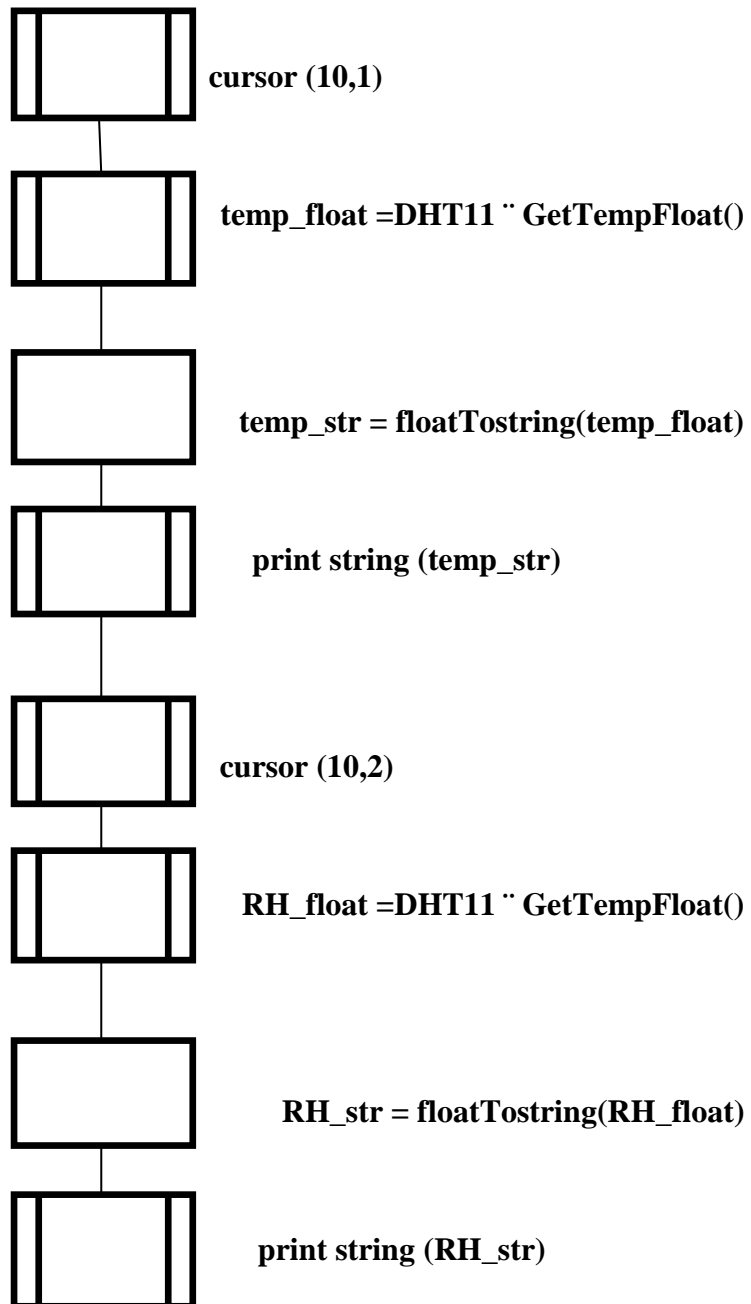 cursor (10,1)
temp_float =DHT11 ¨ GetTempFloat()
temp_str = floatTostring(temp_float)
print string (temp_str)
cursor (10,2)
RH_float =DHT11 ¨ GetTempFloat()
RH_str = floatTostring(RH_float)
print string (RH_str)